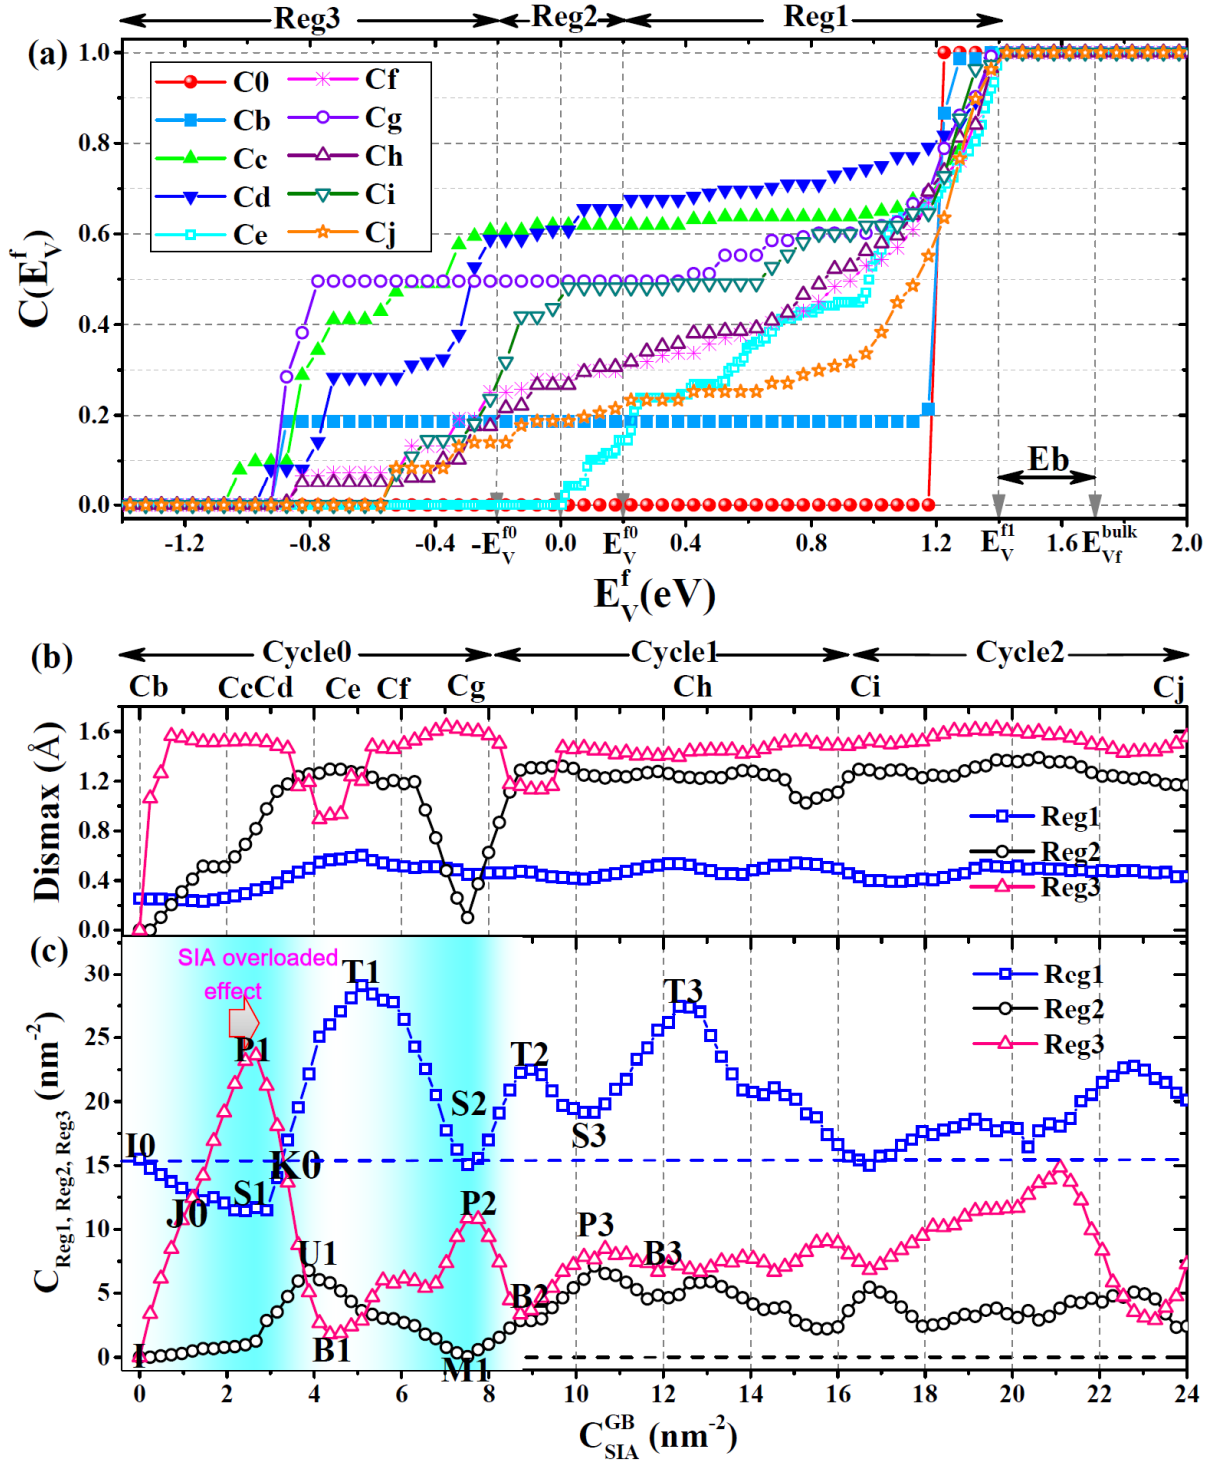 Reg3 Reg2 Reg1
(a)
C0 Cf
Cb Cg
Cc Ch
Cd Ci
Ce Cj
Eb
C(E_V^f)
1.0
0.8
0.6
0.4
0.2
0.0
-1.2 -0.8 -0.4 -E_V^f0 0.0 E_V^f0 0.4 0.8 1.2 E_V^f1 1.6 E_Vf^bulk 2.0
E_V^f(eV)
(b)
Cycle0 Cycle1 Cycle2
Cb Cc Cd Ce Cf Cg Ch Ci Cj
Dismax (Å)
1.6
1.2
0.8
0.4
0.0
Reg1
Reg2
Reg3
(c)
SIA overloaded
effect
Reg1
Reg2
Reg3
C_Reg1, Reg2, Reg3 (nm^-2)
30
25
20
15
10
5
0
T1
T3
P1
T2
S2
S3
I0
K0
S1
J0
P2
P3
U1
B3
B2
B1
I
M1
0 2 4 6 8 10 12 14 16 18 20 22 24
C_SIA^GB (nm^-2)